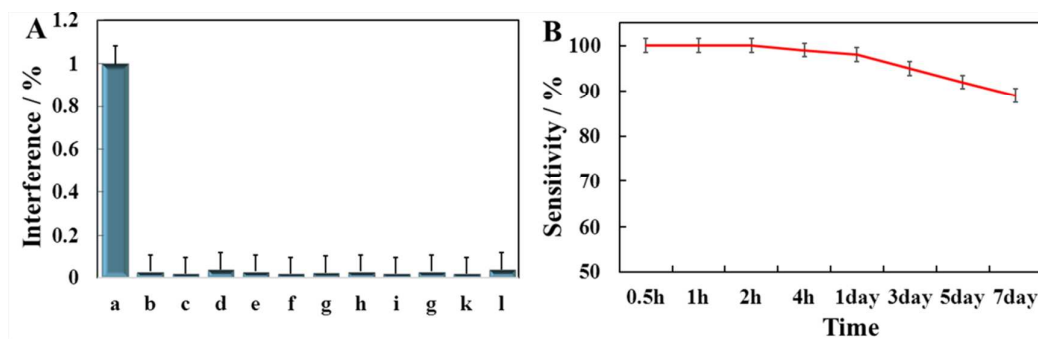 A
Interference / %
1.2
1
0.8
0.6
0.4
0.2
0
a b c d e f g h i g k l
B
Sensitivity / %
100
90
80
70
60
50
0.5h 1h 2h 4h 1day 3day 5day 7day
Time